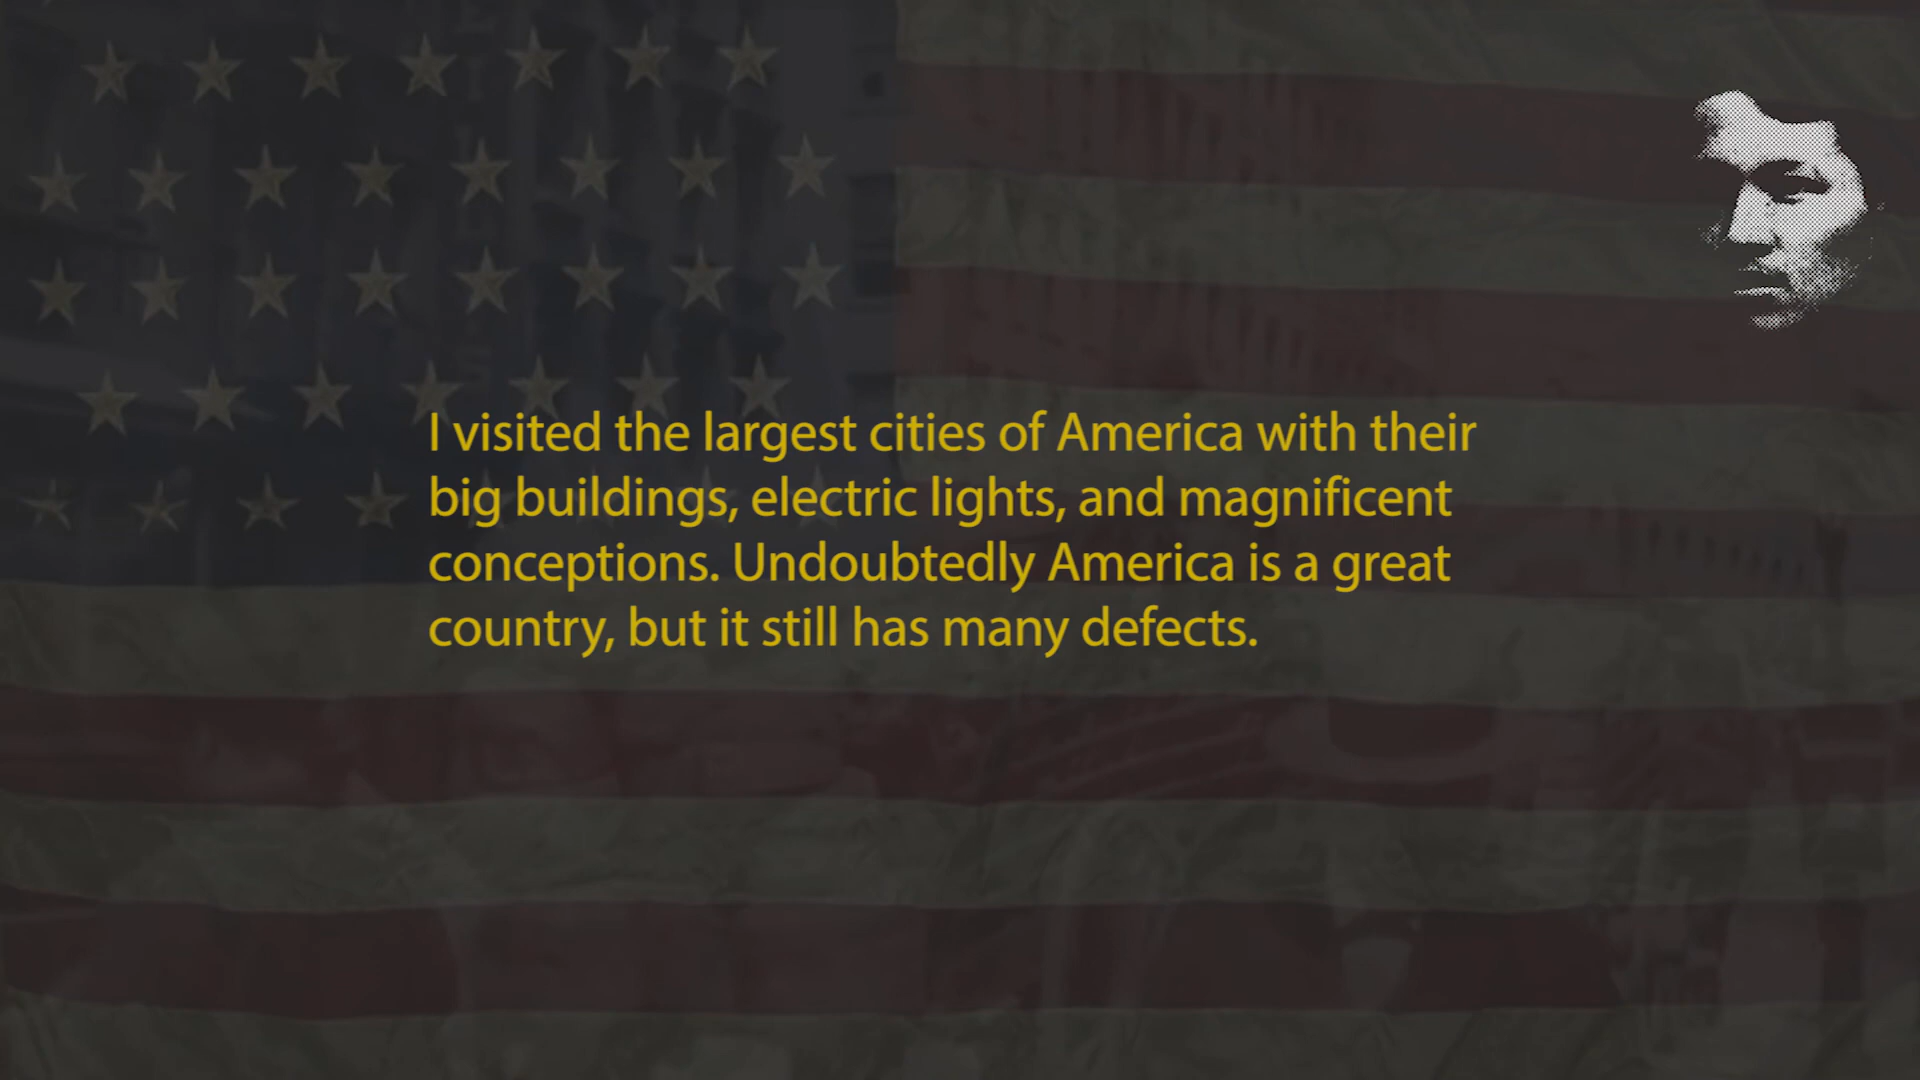 I visited the largest cities of America with their
big buildings, electric lights, and magnificent
conceptions. Undoubtedly America is a great
country, but it still has many defects.